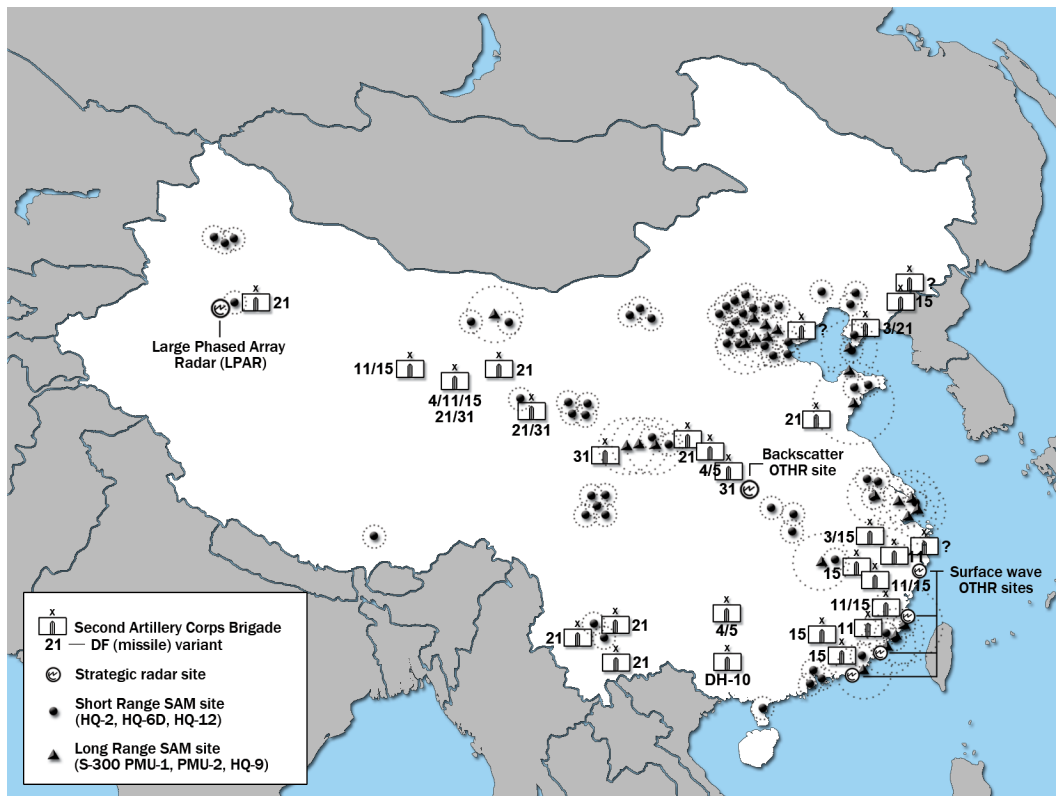 ?
15
21
Large Phased Array
Radar (LPAR)
?
3/21
11/15
21
4/11/15
21/31
21/31
21
Backscatter
OTHR site
31
21
4/5
31
3/15
?
11
15
11/15
Surface wave
OTHR sites
11/15
4/5
21
21
15
11
15
21
DH-10
X
Second Artillery Corps Brigade
21 — DF (missile) variant
Strategic radar site
Short Range SAM site
(HQ-2, HQ-6D, HQ-12)
Long Range SAM site
(S-300 PMU-1, PMU-2, HQ-9)